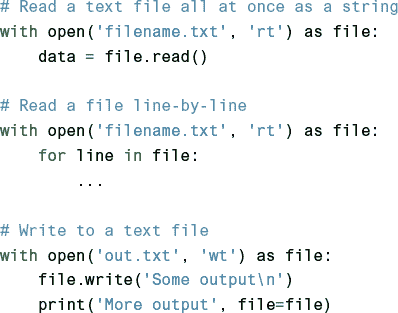 # Read a text file all at once as a string
with open('filename.txt', 'rt') as file:
    data = file.read()

# Read a file line-by-line
with open('filename.txt', 'rt') as file:
    for line in file:
        ...

# Write to a text file
with open('out.txt', 'wt') as file:
    file.write('Some output\n')
    print('More output', file=file)